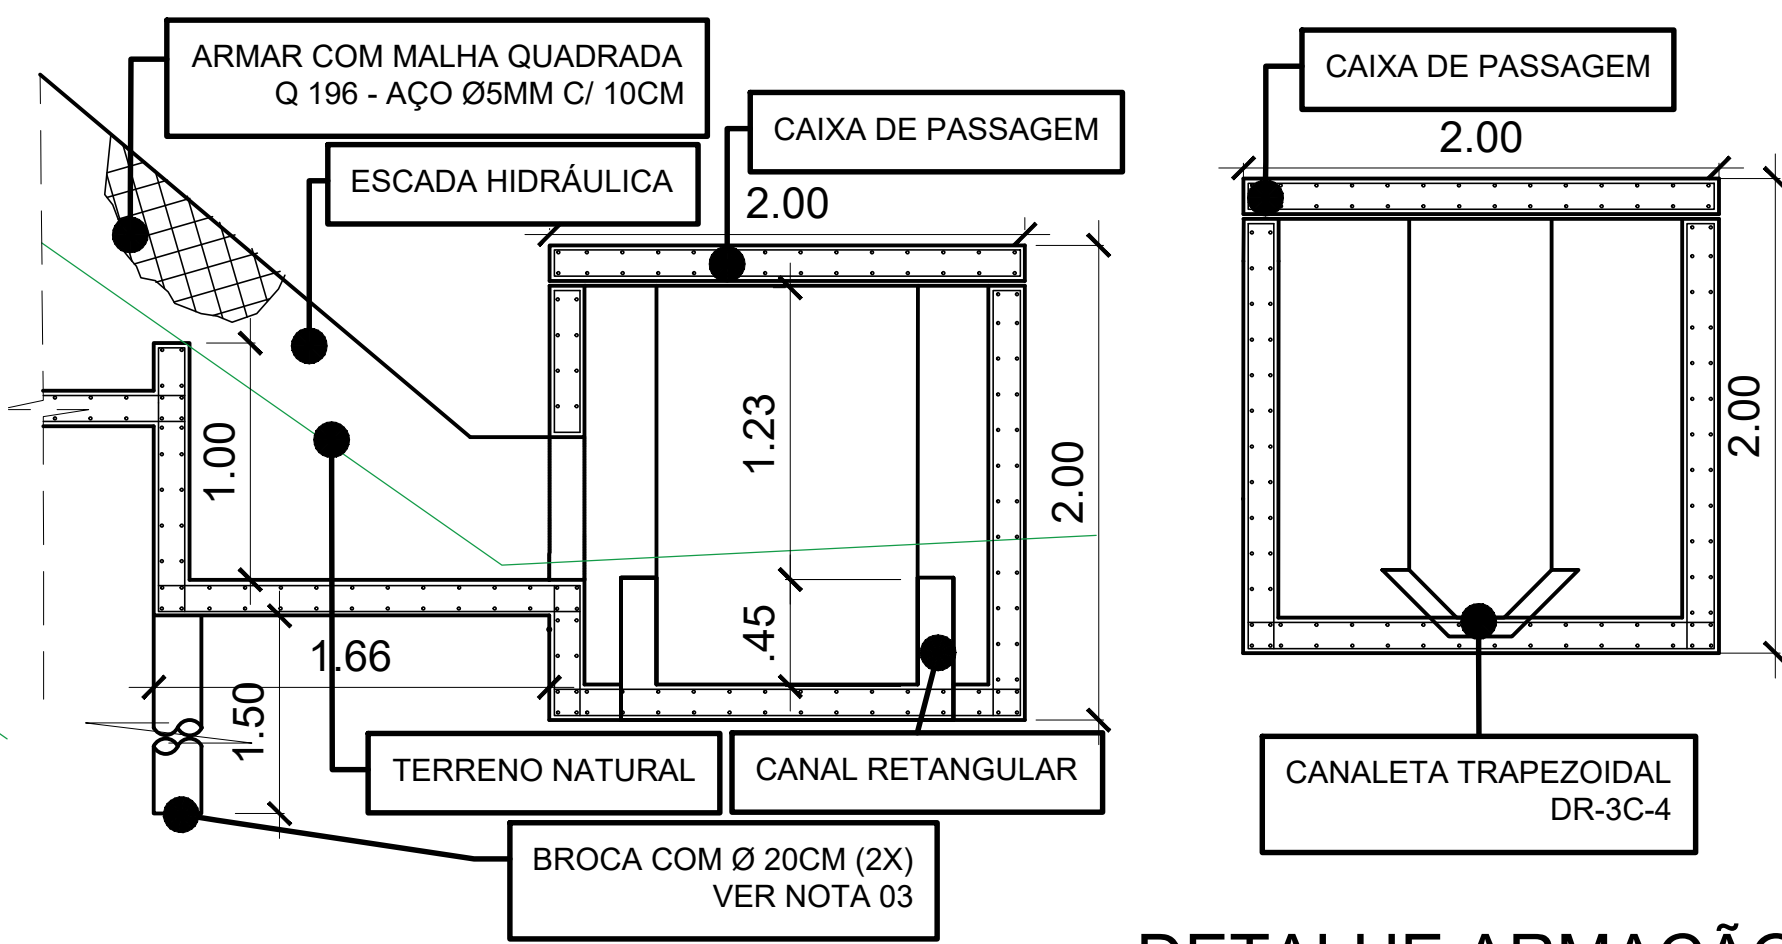 ARMAR COM MALHA QUADRADA
Q 196 - AÇO Ø5MM C/ 10CM
ESCADA HIDRÁULICA
CAIXA DE PASSAGEM
2.00
1.00
1.23
.45
2.00
1.66
1.50
TERRENO NATURAL
CANAL RETANGULAR
BROCA COM Ø 20CM (2X)
VER NOTA 03
CAIXA DE PASSAGEM
2.00
2.00
CANALETA TRAPEZOIDAL
DR-3C-4
DETALHE ARMAÇÃO